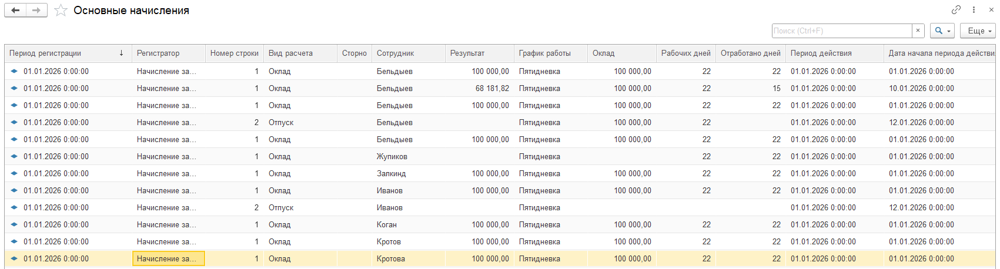 Основные начисления
Поиск (Ctrl+F) × Еще
Период регистрации ↓ Регистратор Номер строки Вид расчета Сторно Сотрудник Результат График работы Оклад Рабочих дней Отработано дней Период действия Дата начала периода действия
01.01.2026 0:00:00 Начисление за... 1 Оклад Бельдыев 100 000,00 Пятидневка 100 000,00 22 22 01.01.2026 0:00:00 01.01.2026 0:00:00
01.01.2026 0:00:00 Начисление за... 1 Оклад Бельдыев 68 181,82 Пятидневка 100 000,00 22 15 01.01.2026 0:00:00 10.01.2026 0:00:00
01.01.2026 0:00:00 Начисление за... 1 Оклад Бельдыев 100 000,00 Пятидневка 100 000,00 22 22 01.01.2026 0:00:00 01.01.2026 0:00:00
01.01.2026 0:00:00 Начисление за... 2 Отпуск Бельдыев Пятидневка 100 000,00 22 01.01.2026 0:00:00 12.01.2026 0:00:00
01.01.2026 0:00:00 Начисление за... 1 Оклад Бельдыев 100 000,00 Пятидневка 100 000,00 22 22 01.01.2026 0:00:00 01.01.2026 0:00:00
01.01.2026 0:00:00 Начисление за... 1 Оклад Жупиков Пятидневка 22 22 01.01.2026 0:00:00 01.01.2026 0:00:00
01.01.2026 0:00:00 Начисление за... 1 Оклад Залкинд 100 000,00 Пятидневка 100 000,00 22 22 01.01.2026 0:00:00 01.01.2026 0:00:00
01.01.2026 0:00:00 Начисление за... 1 Оклад Иванов 100 000,00 Пятидневка 100 000,00 22 22 01.01.2026 0:00:00 01.01.2026 0:00:00
01.01.2026 0:00:00 Начисление за... 2 Отпуск Иванов Пятидневка 01.01.2026 0:00:00 12.01.2026 0:00:00
01.01.2026 0:00:00 Начисление за... 1 Оклад Коган 100 000,00 Пятидневка 100 000,00 22 22 01.01.2026 0:00:00 01.01.2026 0:00:00
01.01.2026 0:00:00 Начисление за... 1 Оклад Кротов 100 000,00 Пятидневка 100 000,00 22 22 01.01.2026 0:00:00 01.01.2026 0:00:00
01.01.2026 0:00:00 Начисление за... 1 Оклад Кротова 100 000,00 Пятидневка 100 000,00 22 22 01.01.2026 0:00:00 01.01.2026 0:00:00